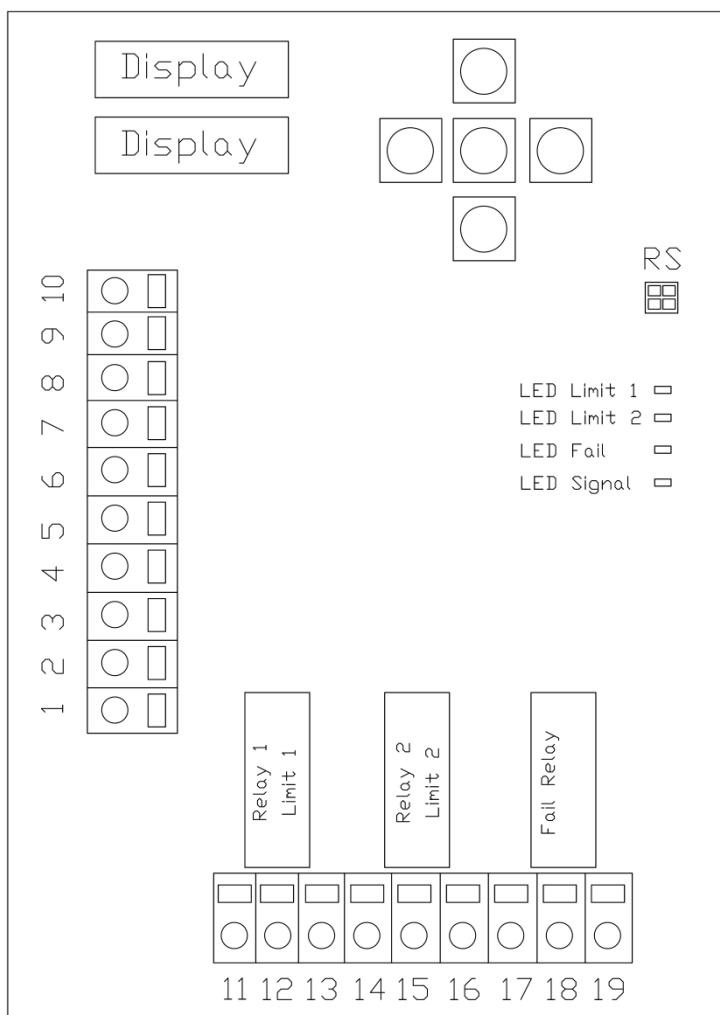 Display
Display
RS
10
9
8
7
6
5
4
3
2
1
LED Limit 1
LED Limit 2
LED Fail
LED Signal
Relay 1
Limit 1
Relay 2
Limit 2
Fail Relay
11 12 13 14 15 16 17 18 19